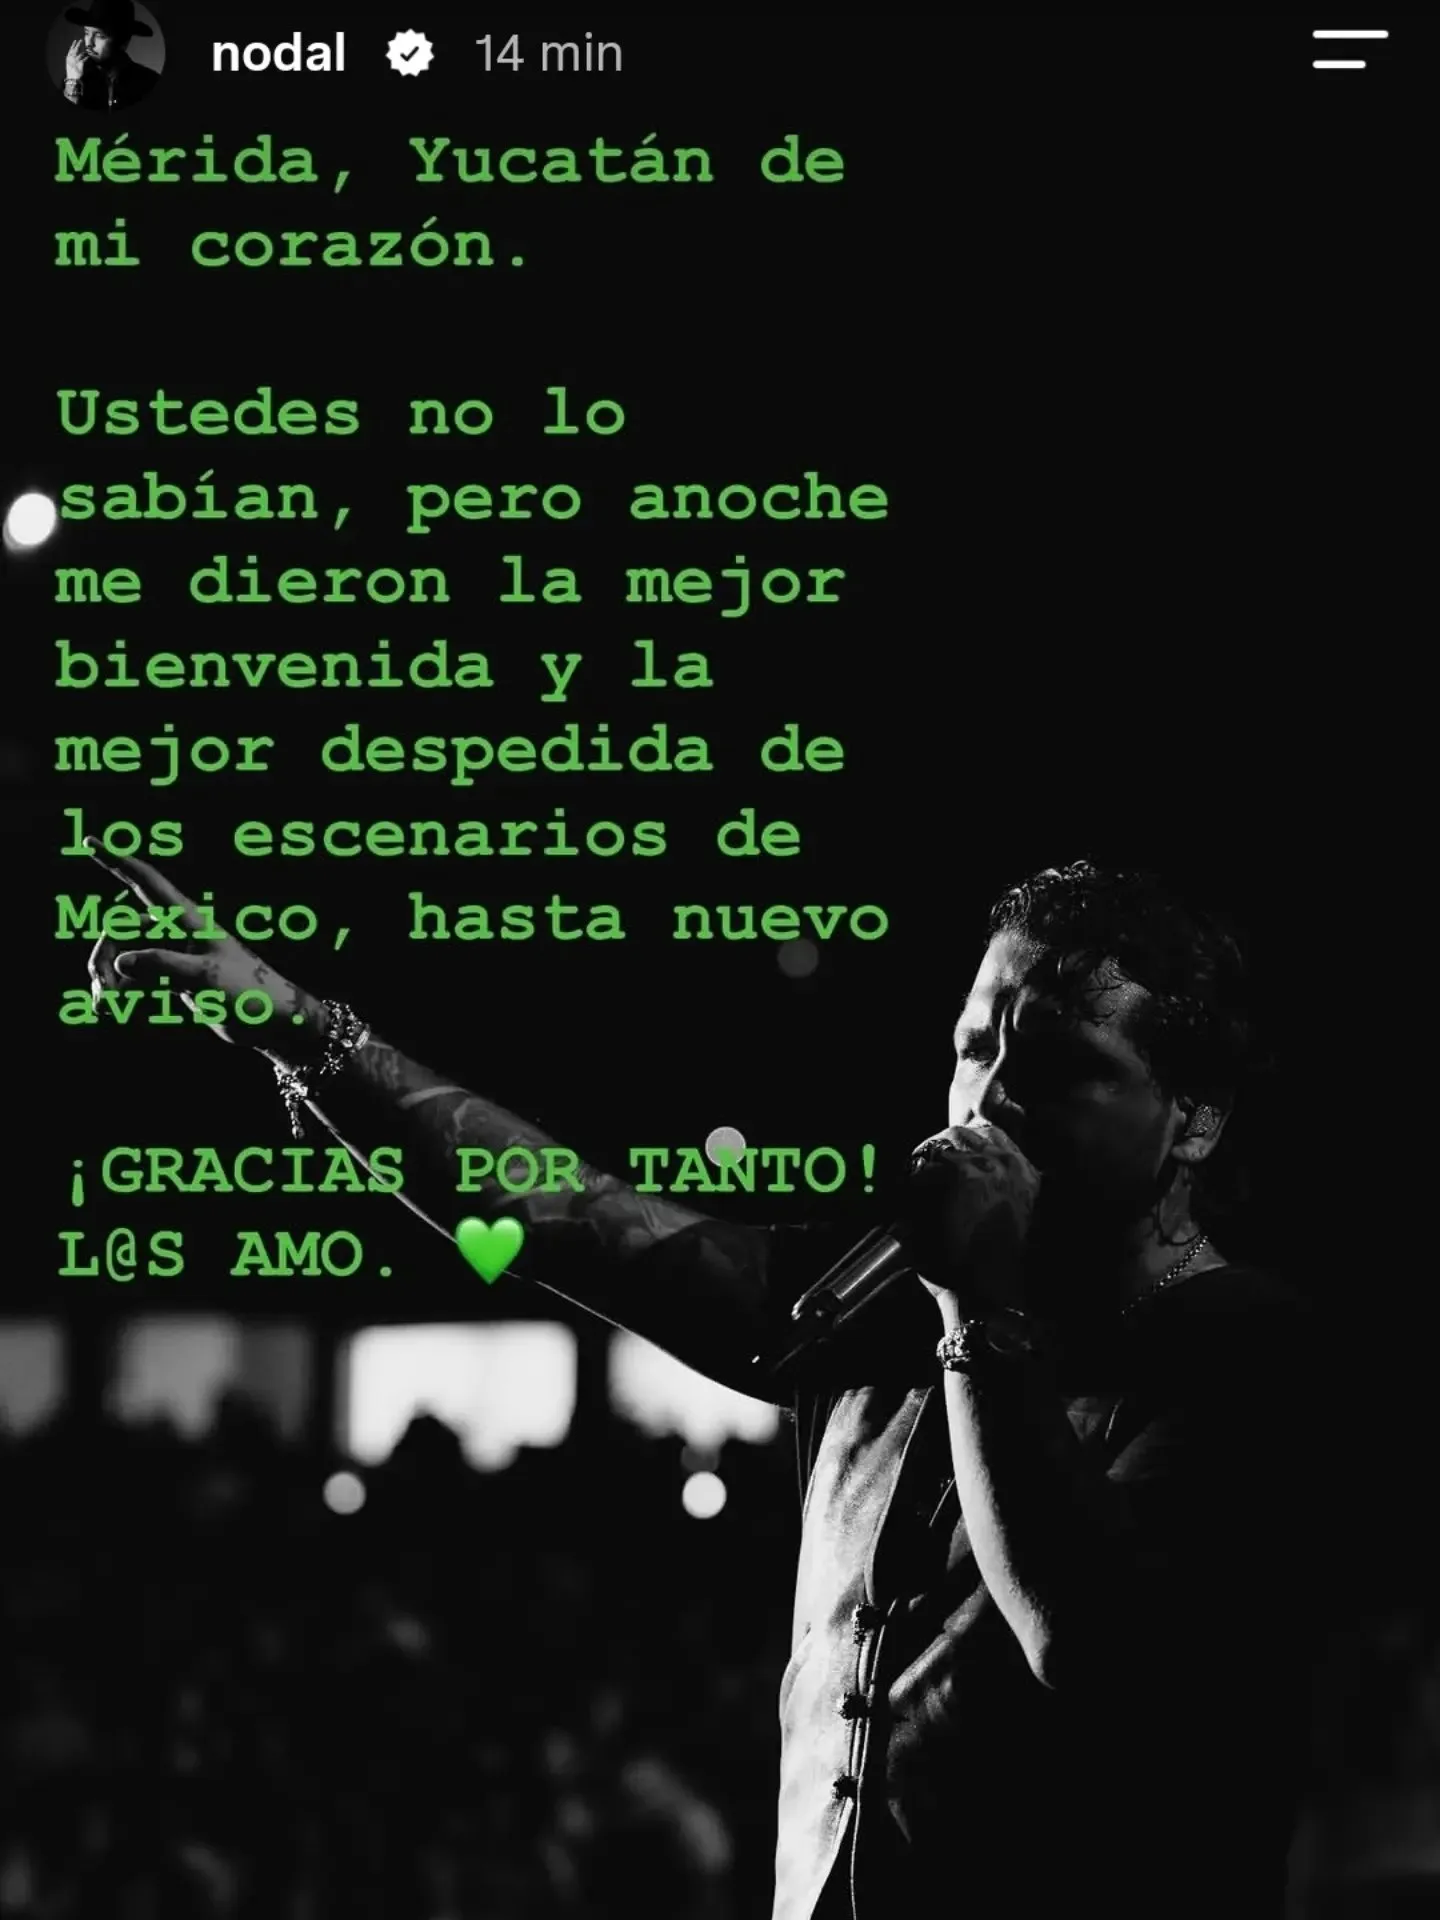 nodal 14 min
Mérida, Yucatán de
mi corazón.
Ustedes no lo
sabían, pero anoche
me dieron la mejor
bienvenida y la
mejor despedida de
los escenarios de
México, hasta nuevo
aviso.
¡GRACIAS POR TANTO!
L@S AMO. 💚